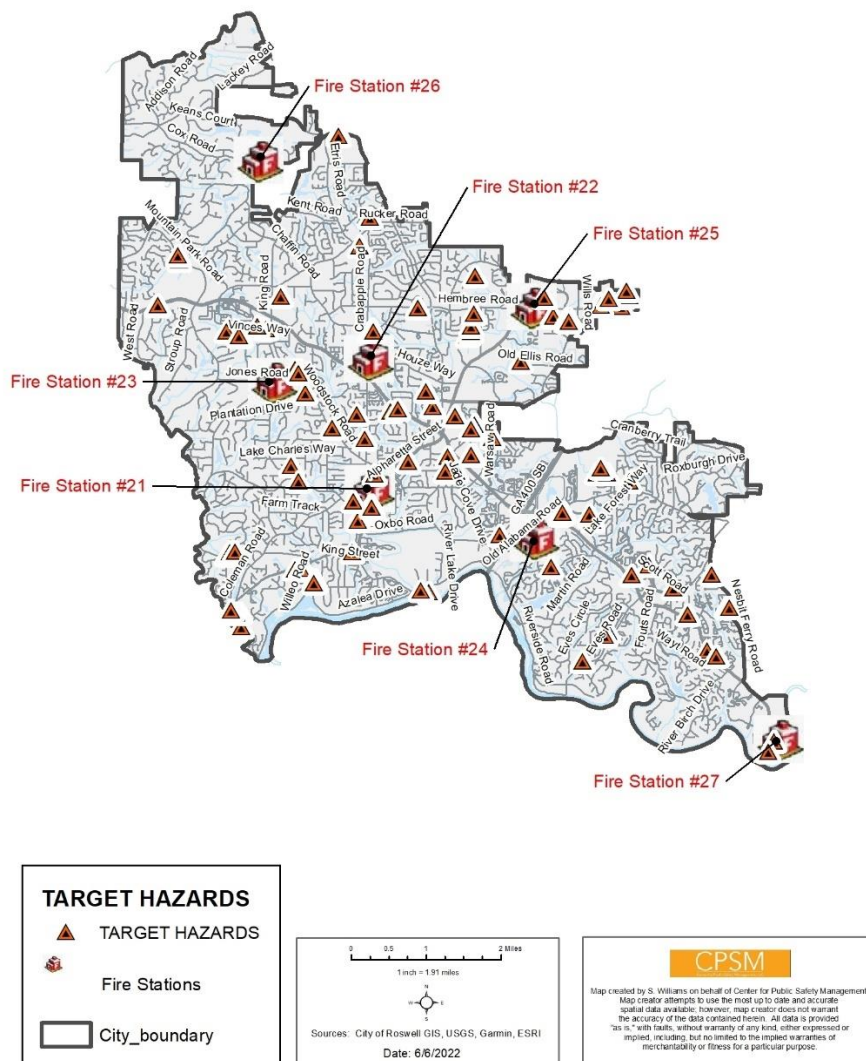 Fire Station #26
Addison Road
Lackey Road
Keans Court
Cox Road
Etris Road
Fire Station #22
Kent Road
Rucker Road
Fire Station #25
Mountain Park Road
Chaffin Road
King Road
Crabapple Road
Hembree Road
Willis Road
West Road
Stroup Road
Vinces Way
Houze Way
Old Ellis Road
Fire Station #23
Jones Road
Plantation Drive
Woodstock Road
Alpharetta Street
Warsaw Road
Cranberry Trail
Lake Charles Way
Roxburgh Drive
Fire Station #21
Jade Cove Drive
GA 400 SB
Lake Forest Way
Farm Track
Oxbo Road
Old Alabama Road
King Street
Coleman Road
Willeo Road
Azalea Drive
River Lake Drive
Martin Road
Scott Road
Nesbit Ferry Road
Riverside Road
Eves Circle
Eves Road
Fouts Road
Fire Station #24
Wayt Road
River Birch Drive
Fire Station #27
TARGET HAZARDS
TARGET HAZARDS
Fire Stations
City_boundary
0 0.5 1 2 Miles
1 inch = 1.91 miles
N
W E
S
Sources: City of Roswell GIS, USGS, Garmin, ESRI
Date: 6/6/2022
CPSM
Map created by S. Williams on behalf of Center for Public Safety Management
Map creator attempts to use the most up to date and accurate
spatial data available; however, map creator does not warrant
the accuracy of the data contained herein. All data is provided
"as is," with faults, without warranty of any kind, either expressed or
implied, including, but no limited to the implied warranties of
merchantability or fitness for a particular purpose.